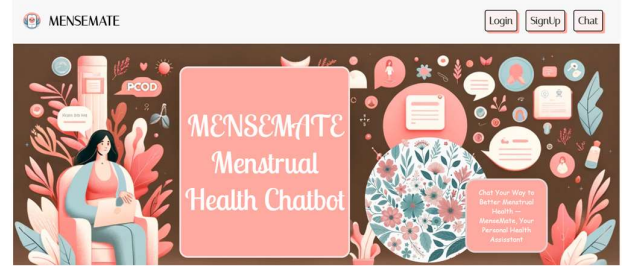 MENSEMATE
Login
SignUp
Chat
PCOD
MENSEMATE
Menstrual
Health Chatbot
Chat Your Way to
Better Menstrual
Health —
MenseMate, Your
Personal Health
Assistant